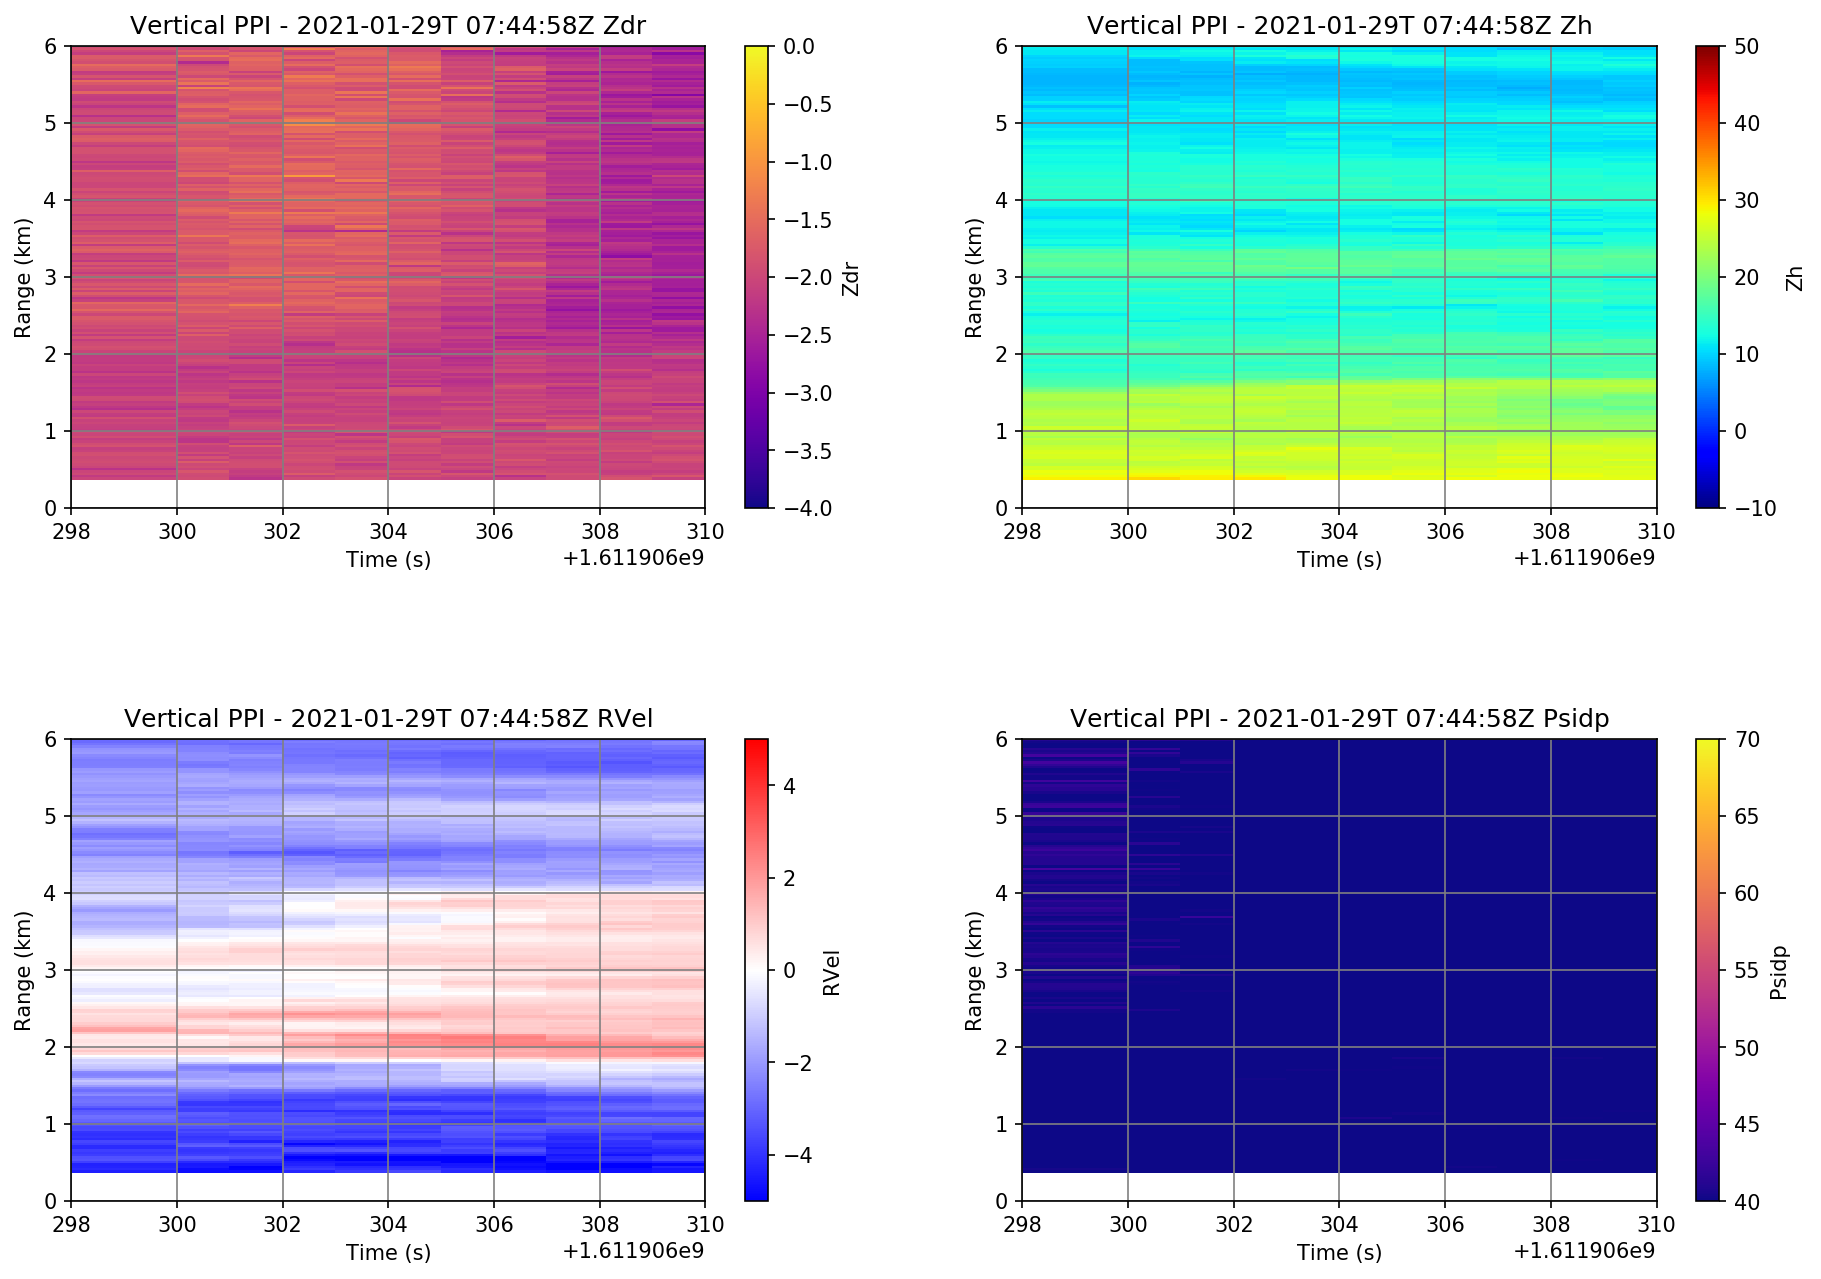 Vertical PPI - 2021-01-29T 07:44:58Z Zdr
6
5
4
3
2
1
0
Range (km)
298 300 302 304 306 308 310
Time (s)
+1.611906e9
0.0
−0.5
−1.0
−1.5
−2.0
−2.5
−3.0
−3.5
−4.0
Zdr
Vertical PPI - 2021-01-29T 07:44:58Z Zh
6
5
4
3
2
1
0
Range (km)
298 300 302 304 306 308 310
Time (s)
+1.611906e9
50
40
30
20
10
0
−10
Zh
Vertical PPI - 2021-01-29T 07:44:58Z RVel
6
5
4
3
2
1
0
Range (km)
298 300 302 304 306 308 310
Time (s)
+1.611906e9
4
2
0
−2
−4
RVel
Vertical PPI - 2021-01-29T 07:44:58Z Psidp
6
5
4
3
2
1
0
Range (km)
298 300 302 304 306 308 310
Time (s)
+1.611906e9
70
65
60
55
50
45
40
Psidp